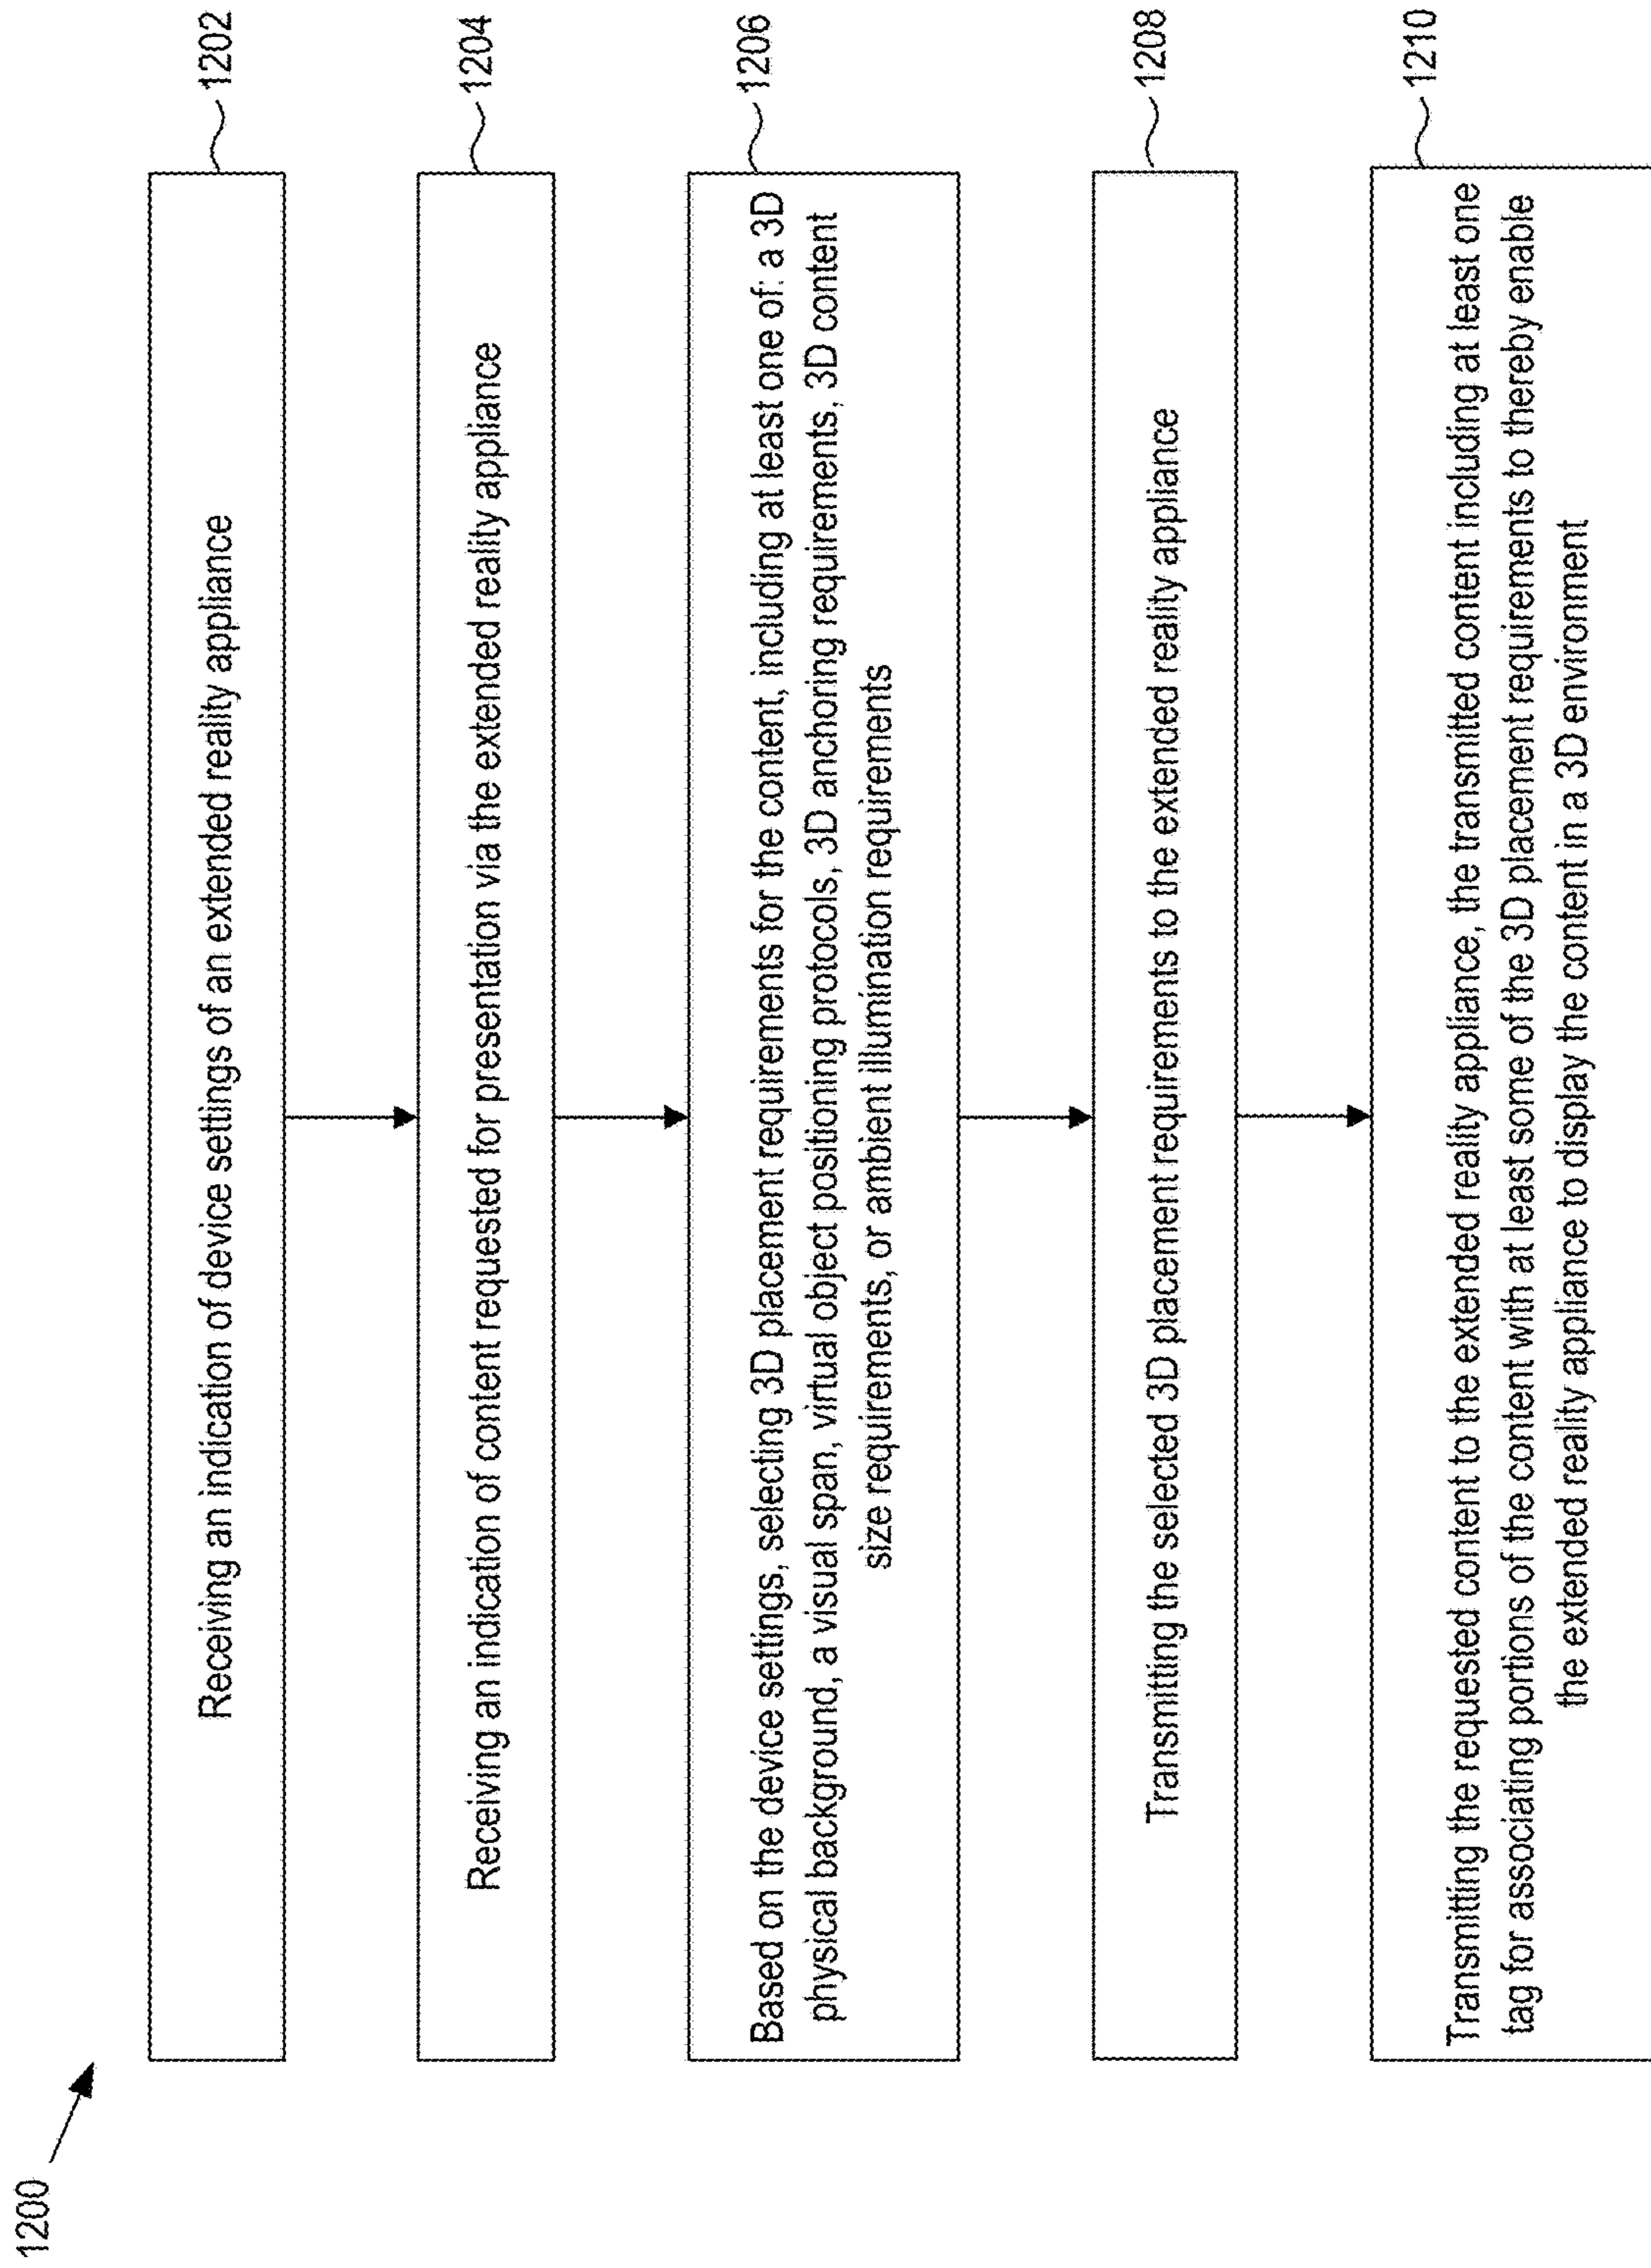 1200
Receiving an indication of device settings of an extended reality appliance
1202
Receiving an indication of content requested for presentation via the extended reality appliance
1204
Based on the device settings, selecting 3D placement requirements for the content, including at least one of: a 3D
physical background, a visual span, virtual object positioning protocols, 3D anchoring requirements, 3D content
size requirements, or ambient illumination requirements
1206
Transmitting the selected 3D placement requirements to the extended reality appliance
1208
Transmitting the requested content to the extended reality appliance, the transmitted content including at least one
tag for associating portions of the content with at least some of the 3D placement requirements to thereby enable
the extended reality appliance to display the content in a 3D environment
1210